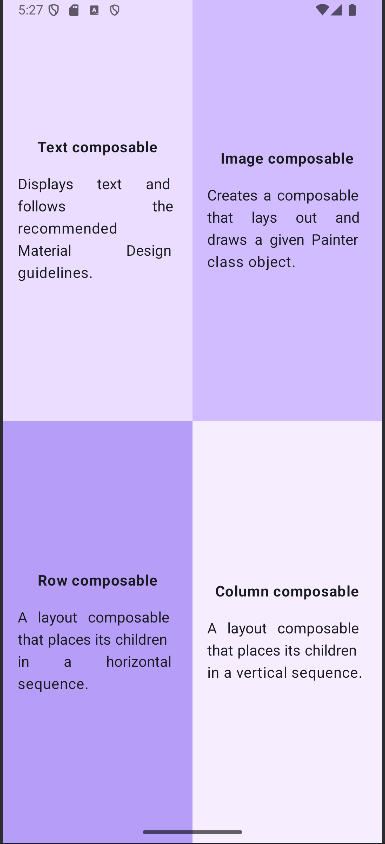 5:27
Text composable
Displays text and
follows the
recommended
Material Design
guidelines.
Image composable
Creates a composable
that lays out and
draws a given Painter
class object.
Row composable
A layout composable
that places its children
in a horizontal
sequence.
Column composable
A layout composable
that places its children
in a vertical sequence.